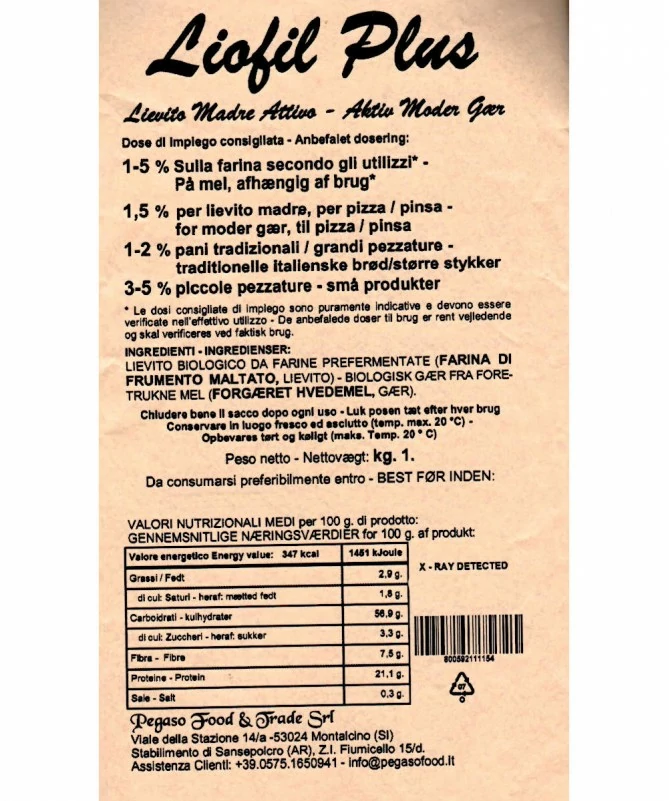 Liofil Plus
Lievito Madre Attivo - Aktiv Moder Gær
Dose di Impiego consigliata - Anbefalet dosering:
1-5 % Sulla farina secondo gli utilizzi* -
På mel, afhængig af brug*
1,5 % per lievito madre, per pizza / pinsa -
for moder gær, til pizza / pinsa
1-2 % pani tradizionali / grandi pezzature -
traditionelle italienske brød/større stykker
3-5 % piccole pezzature - små produkter
* Le dosi consigliate di impiego sono puramente indicative e devono essere
verificate nell'effettivo utilizzo - De anbefalede doser til brug er rent vejledende
og skal verificeres ved faktisk brug.
INGREDIENTI - INGREDIENSER:
LIEVITO BIOLOGICO DA FARINE PREFERMENTATE (FARINA DI
FRUMENTO MALTATO, LIEVITO) - BIOLOGISK GÆR FRA FORE-
TRUKNE MEL (FORGÆRET HVEDEMEL, GÆR).
Chiudere bene il sacco dopo ogni uso - Luk posen tæt efter hver brug
Conservare in luogo fresco ed asciutto (temp. max. 20 °C) -
Opbevares tørt og køligt (maks. Temp. 20 ° C)
Peso netto - Nettovægt: kg. 1.
Da consumarsi preferibilmente entro - BEST FØR INDEN:
VALORI NUTRIZIONALI MEDI per 100 g. di prodotto:
GENNEMSNITLIGE NÆRINGSVÆRDIER for 100 g. af produkt:
Valore energetico Energy value: 347 kcal 1451 kJoule
Grassi / Fedt 2,9 g.
di cui: Saturi - heraf: mætted fedt 1,8 g.
Carboidrati - kulhydrater 56,9 g.
di cui: Zuccheri - heraf: sukker 3,3 g.
Fibra - Fibre 7,5 g.
Proteine - Protein 21,1 g.
Sale - Salt 0,3 g.
X - RAY DETECTED
800592111154
07
Pegaso Food & Trade Srl
Viale della Stazione 14/a -53024 Montalcino (SI)
Stabilimento di Sansepolcro (AR), Z.I. Fiumicello 15/d.
Assistenza Clienti: +39.0575.1650941 - info@pegasofood.it